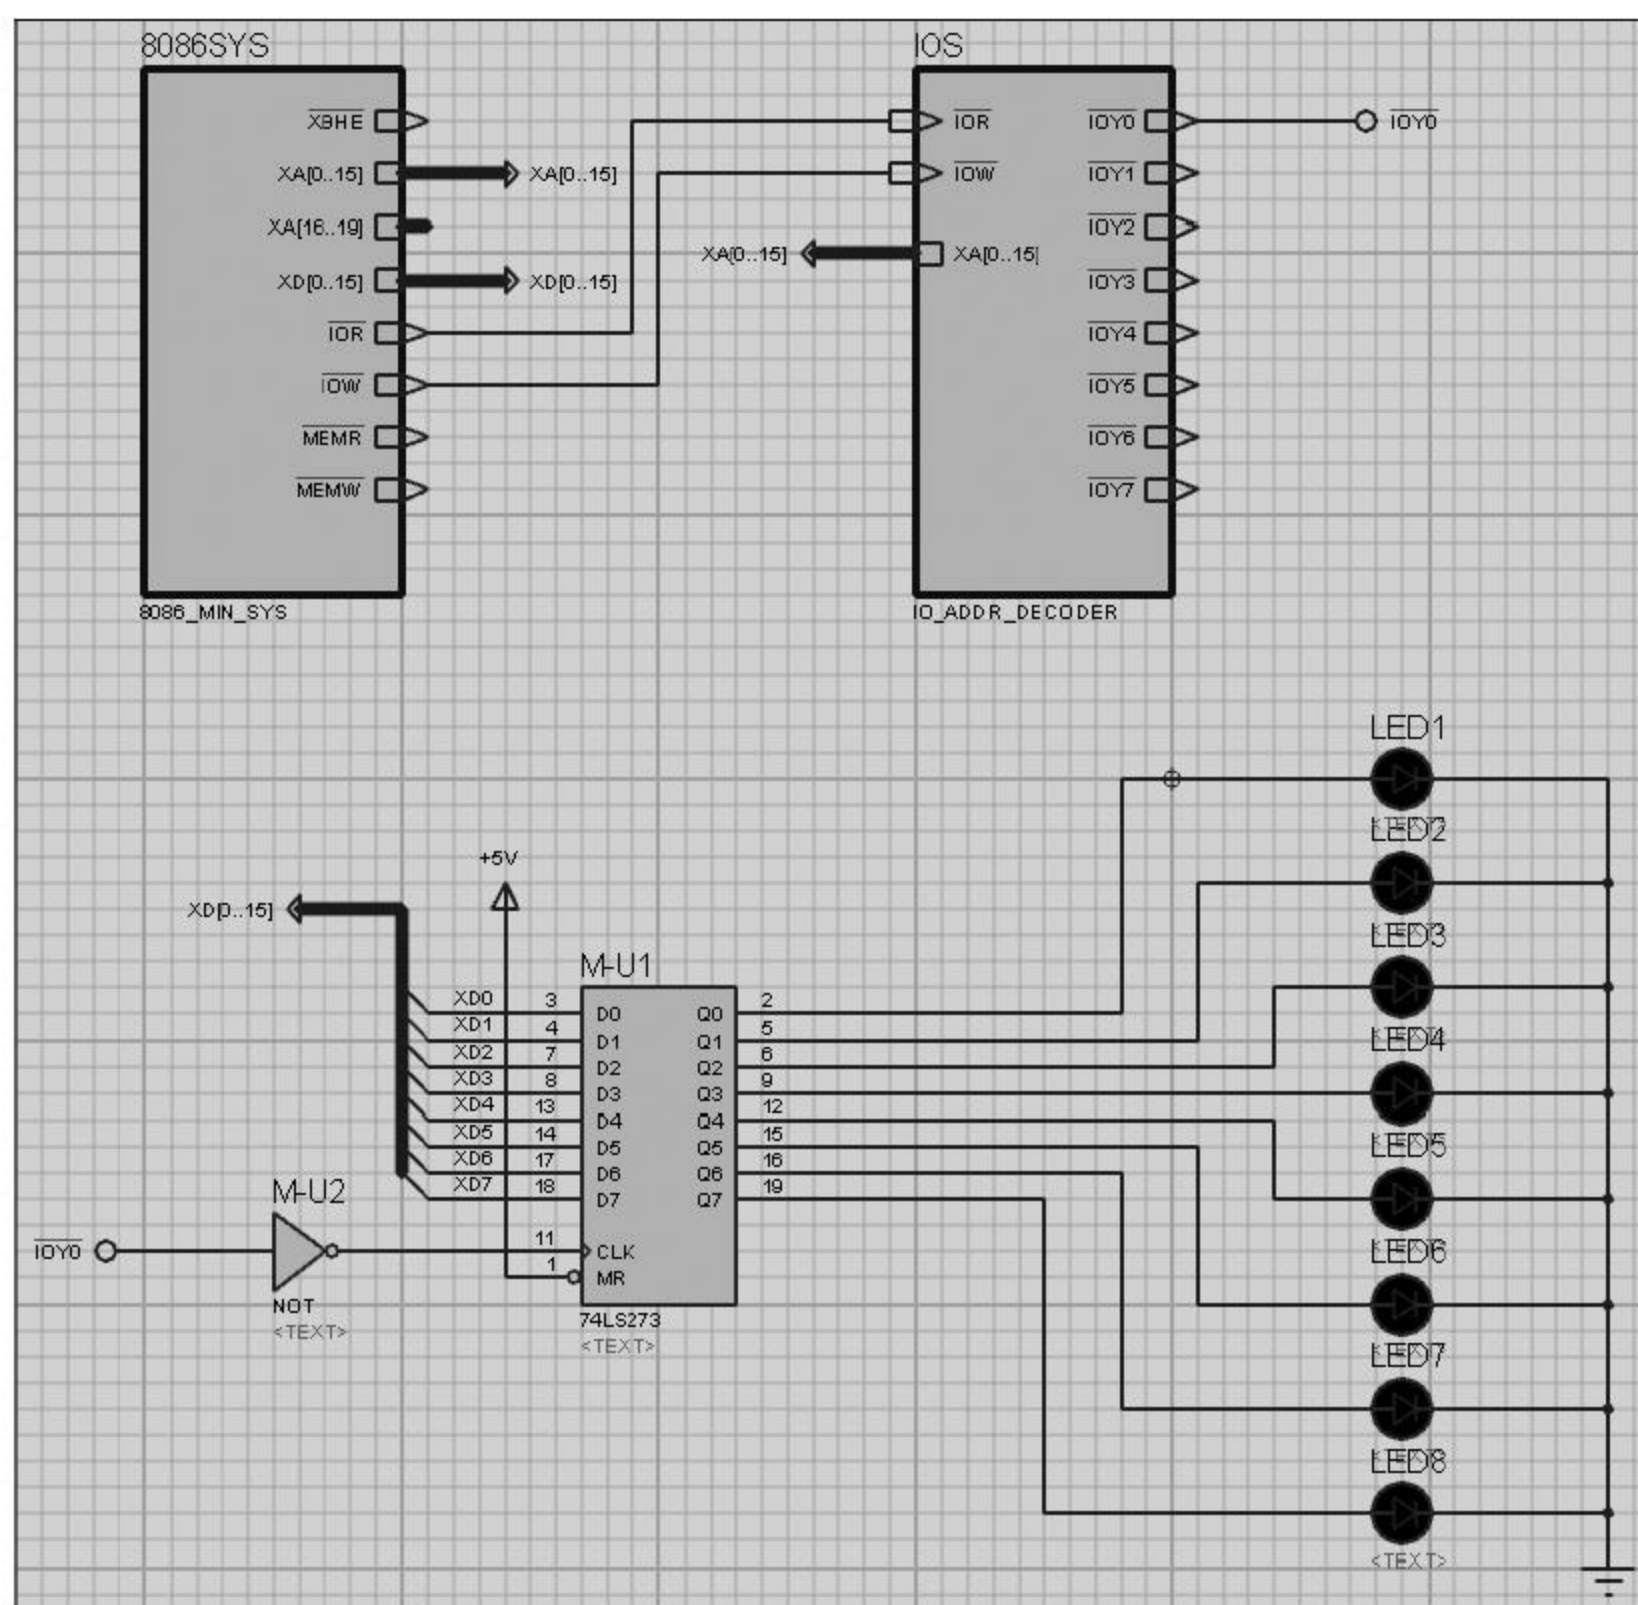 8086SYS
XBHE
XA[0..15]
XA[0..15]
XA[16..19]
XD[0..15]
XD[0..15]
IOR
IOW
MEMR
MEMW
8086_MIN_SYS
IOS
IOR
IOW
XA[0..15]
XA[0..15]
IOY0
IOY0
IOY1
IOY2
IOY3
IOY4
IOY5
IOY6
IOY7
IO_ADDR_DECODER
+5V
XD[0..15]
M-U1
XD0 3 D0 Q0 2
XD1 4 D1 Q1 5
XD2 7 D2 Q2 6
XD3 8 D3 Q3 9
XD4 13 D4 Q4 12
XD5 14 D5 Q5 15
XD6 17 D6 Q6 16
XD7 18 D7 Q7 19
11 CLK
1 MR
74LS273
<TEXT>
M-U2
IOY0
NOT
<TEXT>
LED1
LED2
LED3
LED4
LED5
LED6
LED7
LED8
<TEXT>